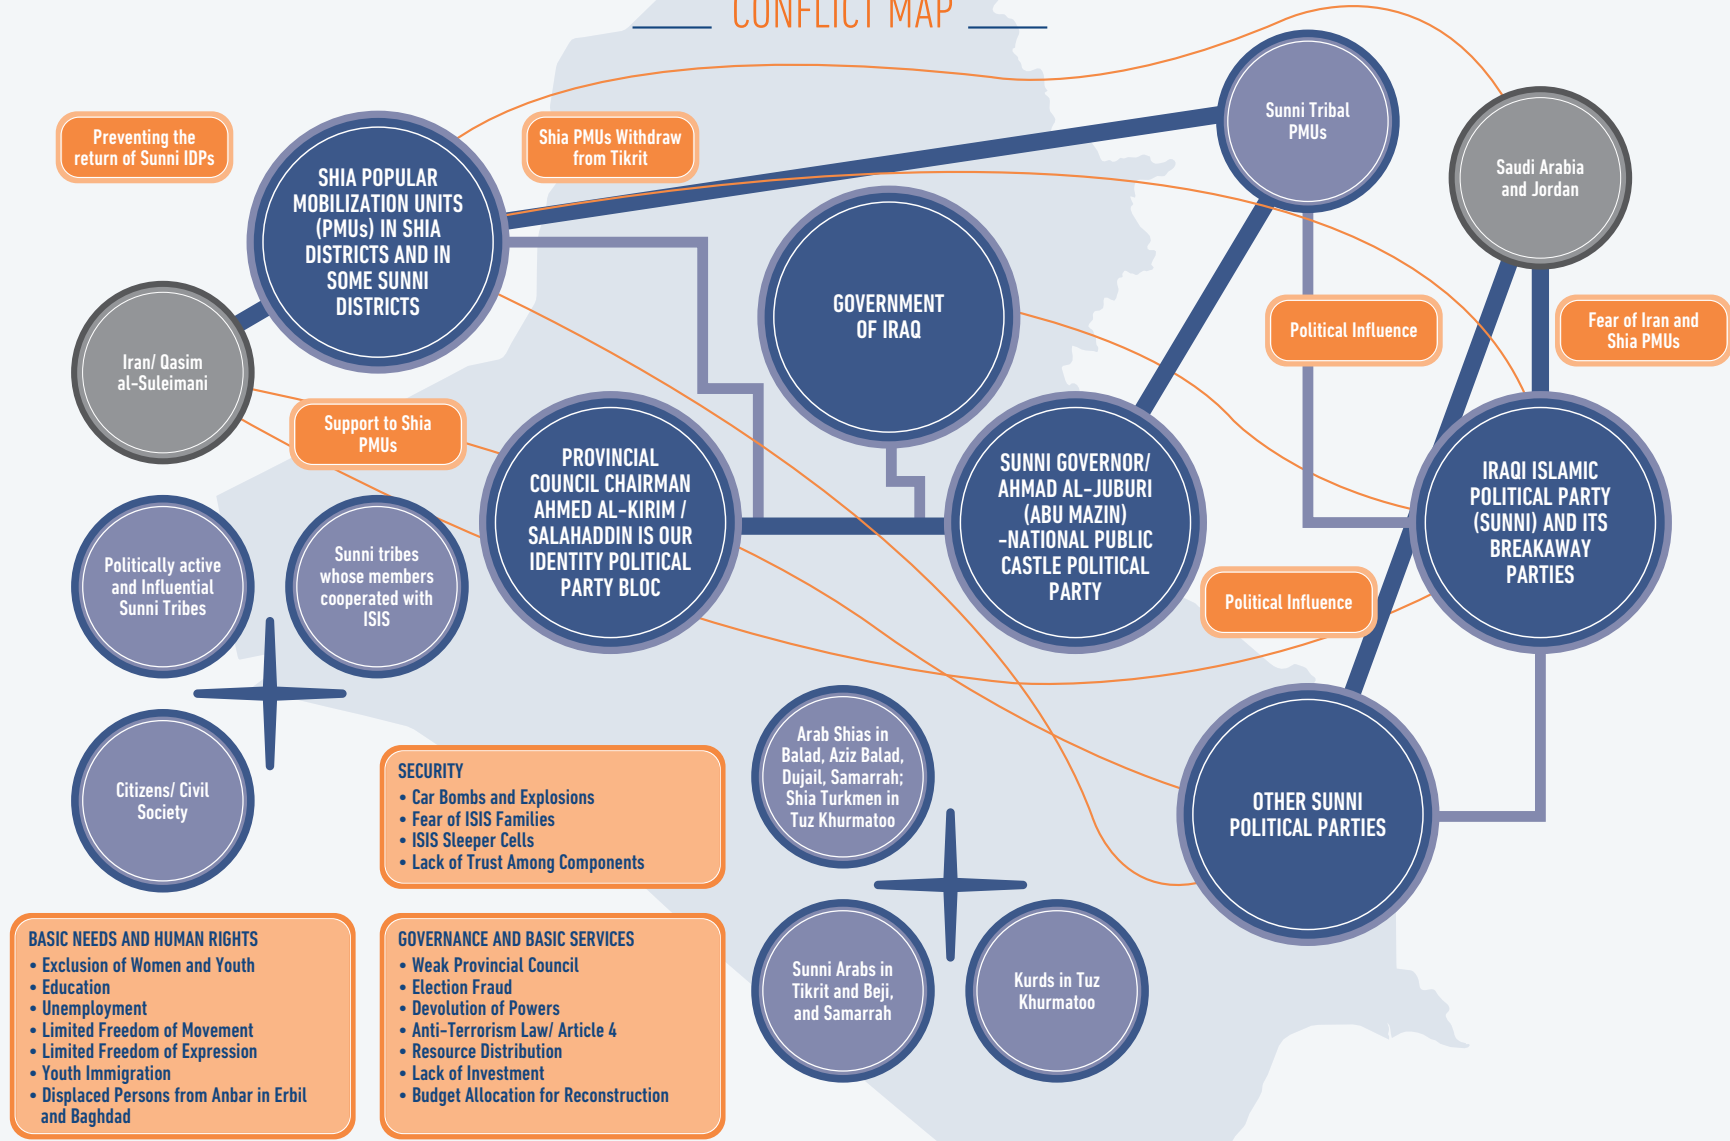 CONFLICT MAP
Preventing the
return of Sunni IDPs
SHIA POPULAR
MOBILIZATION UNITS
(PMUs) IN SHIA
DISTRICTS AND IN
SOME SUNNI
DISTRICTS
Shia PMUs Withdraw
from Tikrit
Sunni Tribal
PMUs
Saudi Arabia
and Jordan
GOVERNMENT
OF IRAQ
Political Influence
Fear of Iran and
Shia PMUs
Iran/ Qasim
al-Suleimani
Support to Shia
PMUs
PROVINCIAL
COUNCIL CHAIRMAN
AHMED AL-KIRIM /
SALAHADDIN IS OUR
IDENTITY POLITICAL
PARTY BLOC
SUNNI GOVERNOR/
AHMAD AL-JUBURI
(ABU MAZIN)
-NATIONAL PUBLIC
CASTLE POLITICAL
PARTY
IRAQI ISLAMIC
POLITICAL PARTY
(SUNNI) AND ITS
BREAKAWAY
PARTIES
Politically active
and Influential
Sunni Tribes
Sunni tribes
whose members
cooperated with
ISIS
Political Influence
Citizens/ Civil
Society
SECURITY
• Car Bombs and Explosions
• Fear of ISIS Families
• ISIS Sleeper Cells
• Lack of Trust Among Components
Arab Shias in
Balad, Aziz Balad,
Dujail, Samarrah;
Shia Turkmen in
Tuz Khurmatoo
OTHER SUNNI
POLITICAL PARTIES
BASIC NEEDS AND HUMAN RIGHTS
• Exclusion of Women and Youth
• Education
• Unemployment
• Limited Freedom of Movement
• Limited Freedom of Expression
• Youth Immigration
• Displaced Persons from Anbar in Erbil
and Baghdad
GOVERNANCE AND BASIC SERVICES
• Weak Provincial Council
• Election Fraud
• Devolution of Powers
• Anti-Terrorism Law/ Article 4
• Resource Distribution
• Lack of Investment
• Budget Allocation for Reconstruction
Sunni Arabs in
Tikrit and Beji,
and Samarrah
Kurds in Tuz
Khurmatoo